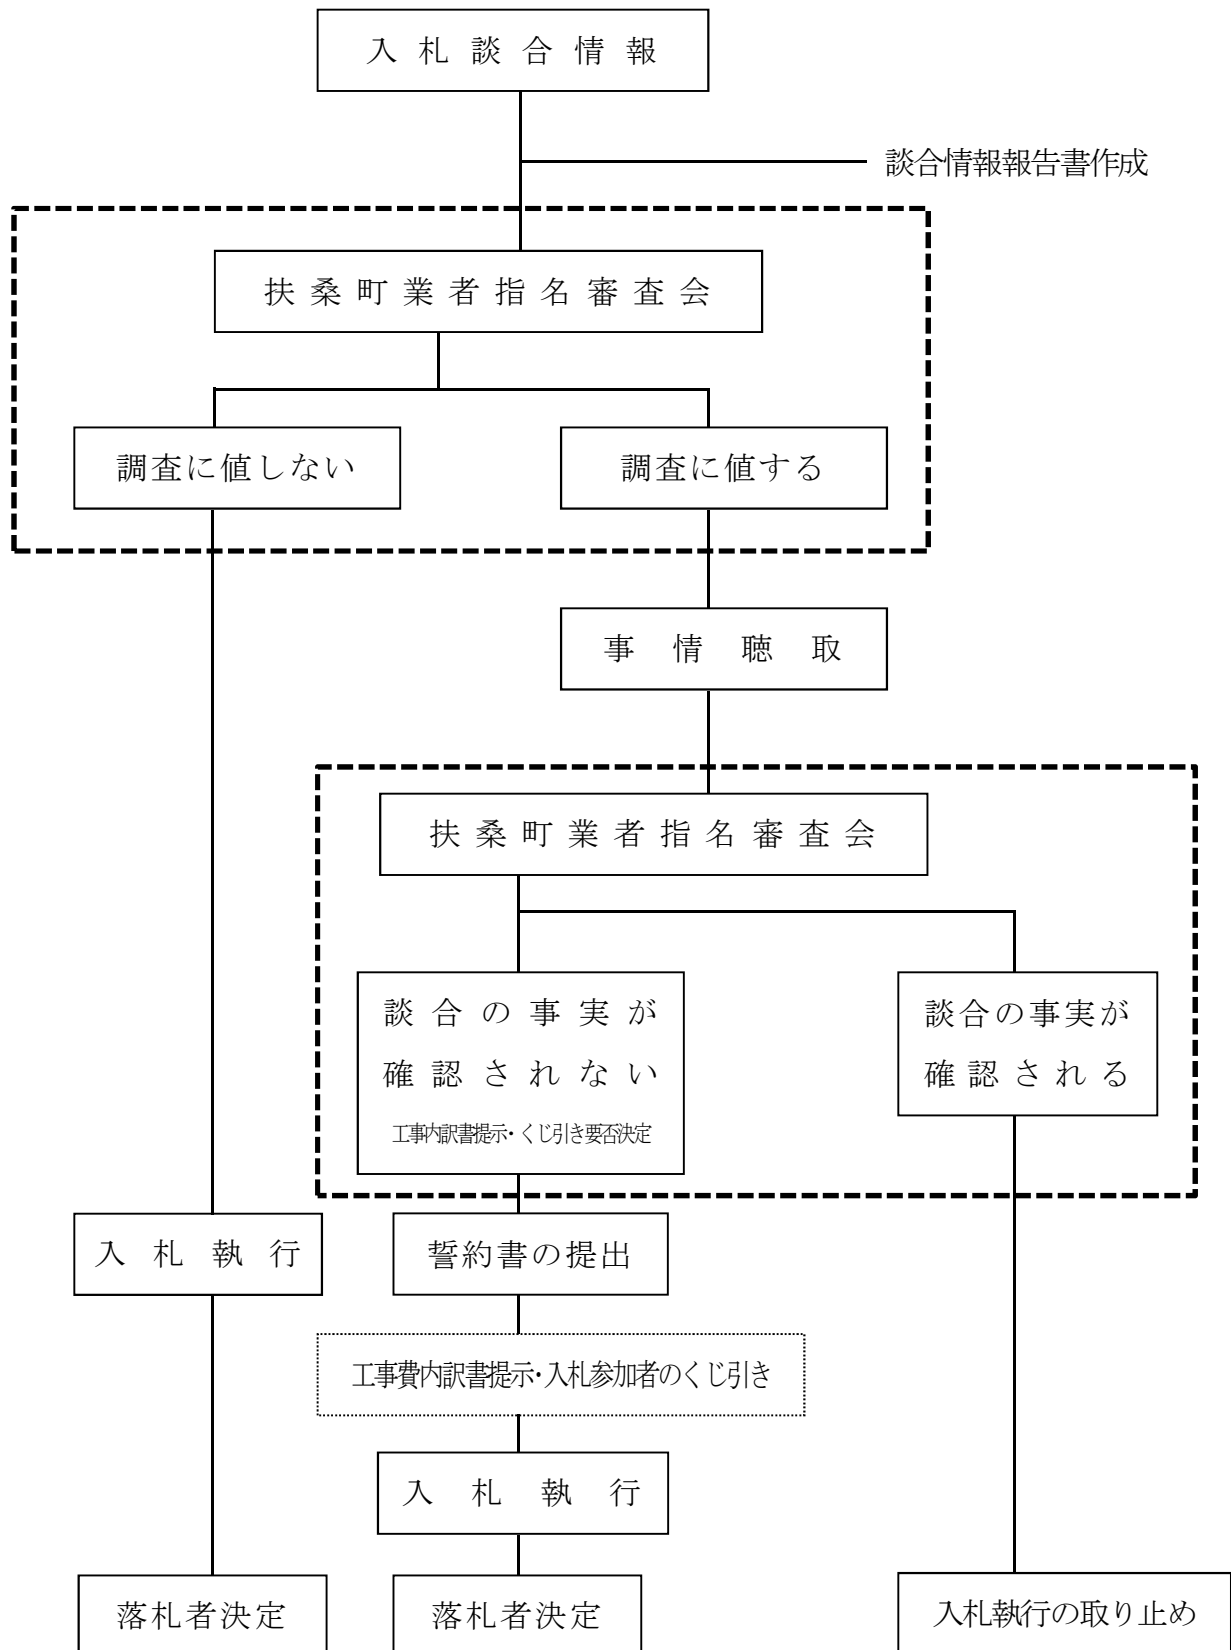 入札談合情報
談合情報報告書作成
扶桑町業者指名審査会
調査に値しない
調査に値する
事情聴取
扶桑町業者指名審査会
談合の事実が
確認されない
工事内訳書提示・くじ引き要否決定
談合の事実が
確認される
入札執行
誓約書の提出
工事費内訳書提示・入札参加者のくじ引き
入札執行
落札者決定
落札者決定
入札執行の取り止め